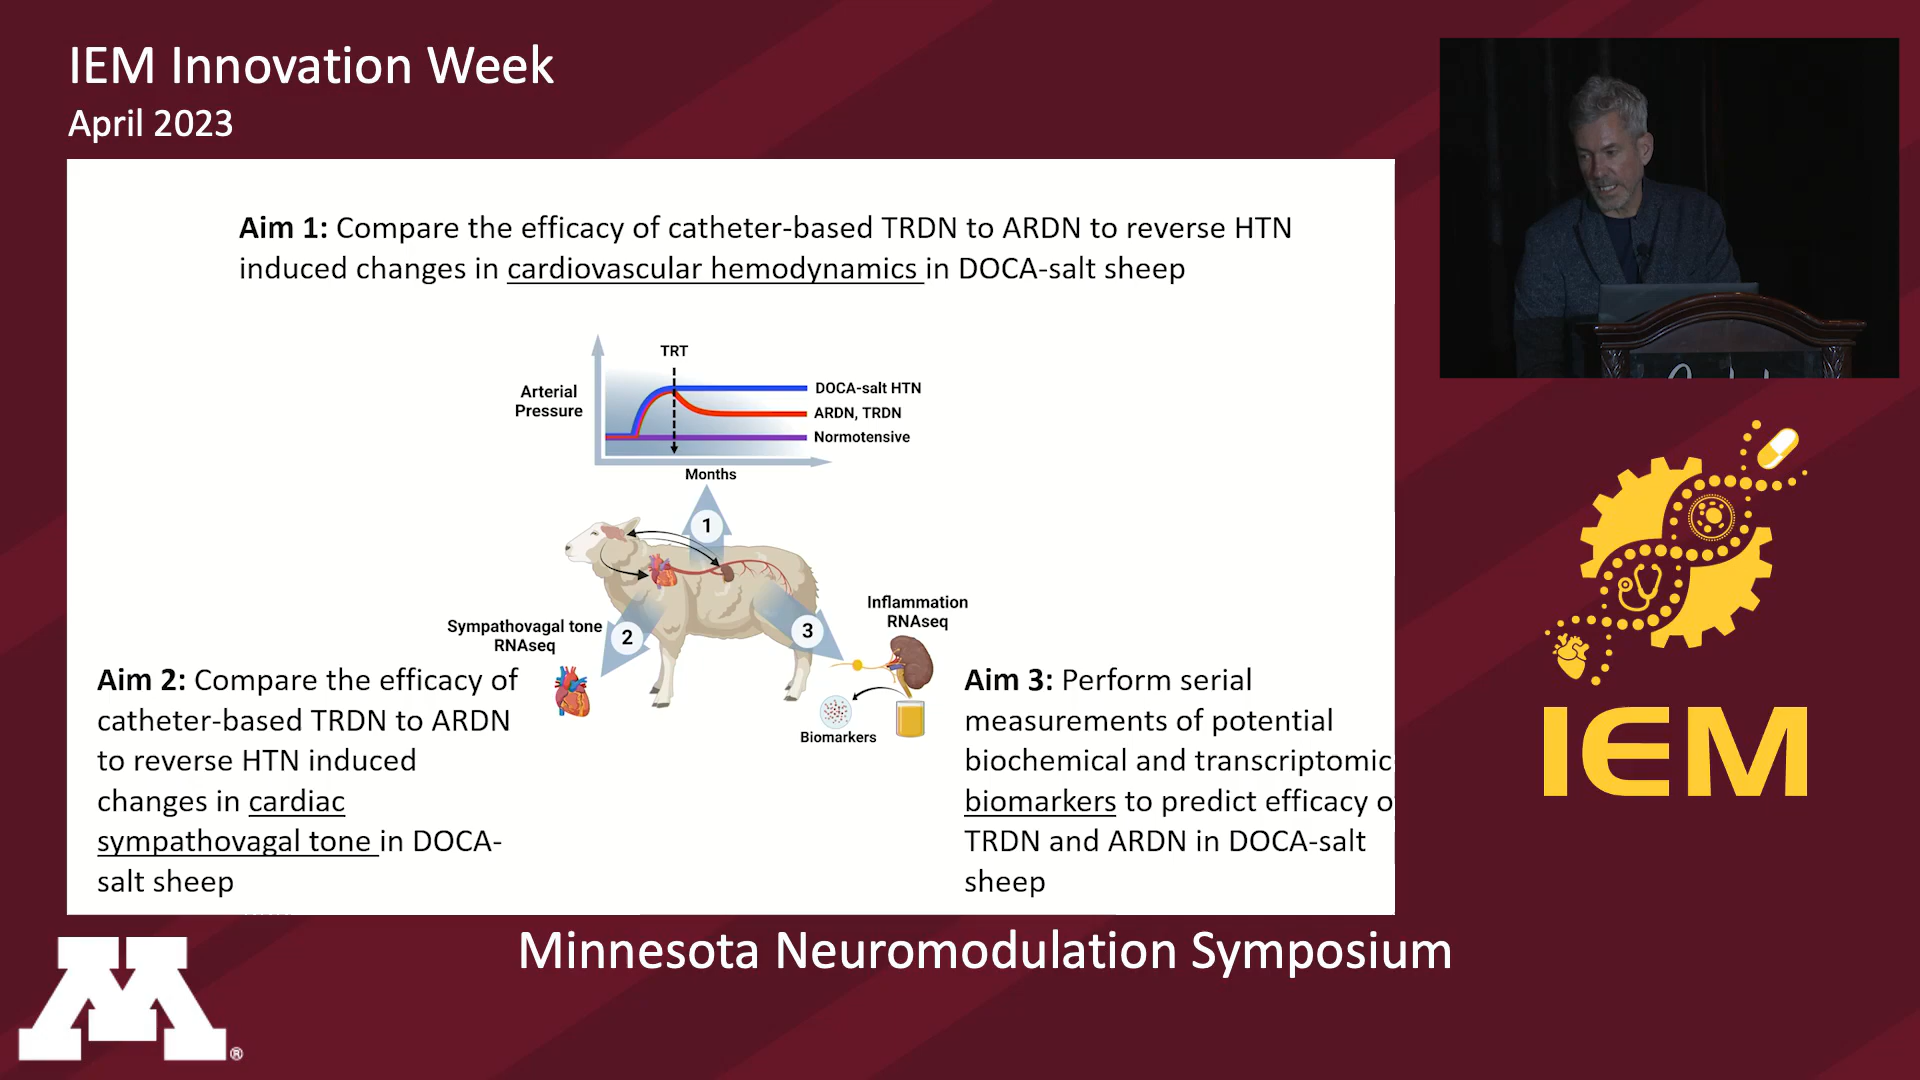 IEM Innovation Week
April 2023
Aim 1: Compare the efficacy of catheter-based TRDN to ARDN to reverse HTN
induced changes in cardiovascular hemodynamics in DOCA-salt sheep
TRT
Arterial
Pressure
DOCA-salt HTN
ARDN, TRDN
Normotensive
Months
1
2
3
Sympathovagal tone
RNAseq
Inflammation
RNAseq
Biomarkers
Aim 2: Compare the efficacy of
catheter-based TRDN to ARDN
to reverse HTN induced
changes in cardiac
sympathovagal tone in DOCA-
salt sheep
Aim 3: Perform serial
measurements of potential
biochemical and transcriptomic
biomarkers to predict efficacy o
TRDN and ARDN in DOCA-salt
sheep
IEM
Minnesota Neuromodulation Symposium
M®